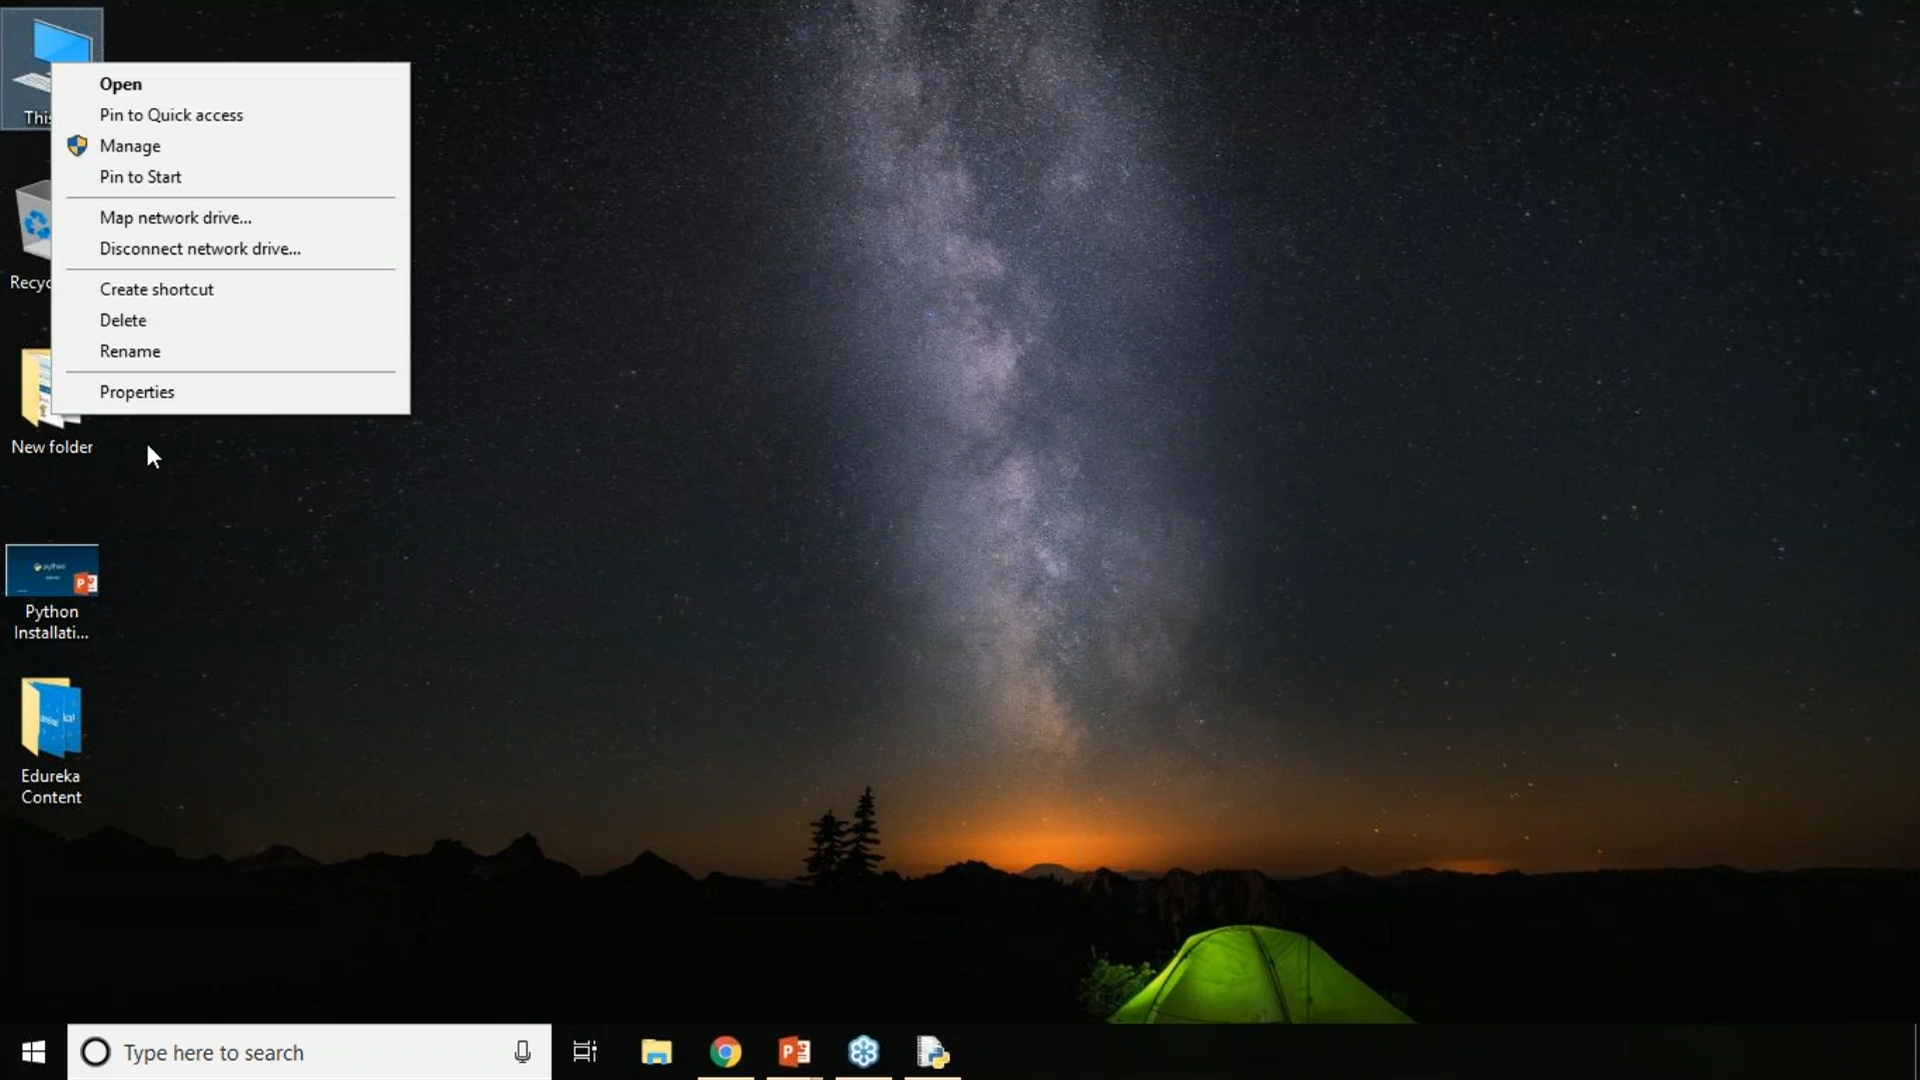 Open
Pin to Quick access
Manage
Pin to Start
Map network drive...
Disconnect network drive...
Create shortcut
Delete
Rename
Properties
This
Recyc
New folder
python
Python
Installati...
Edureka
Content
Type here to search